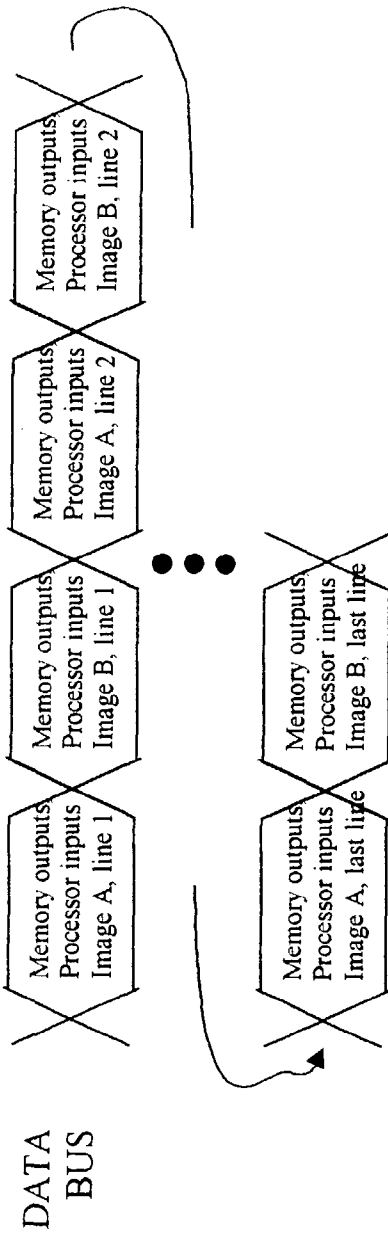 DATA
BUS
Memory outputs,
Processor inputs
Image A, line 1
Memory outputs,
Processor inputs
Image B, line 1
Memory outputs,
Processor inputs
Image A, line 2
Memory outputs,
Processor inputs
Image B, line 2
Memory outputs,
Processor inputs
Image A, last line
Memory outputs,
Processor inputs
Image B, last line